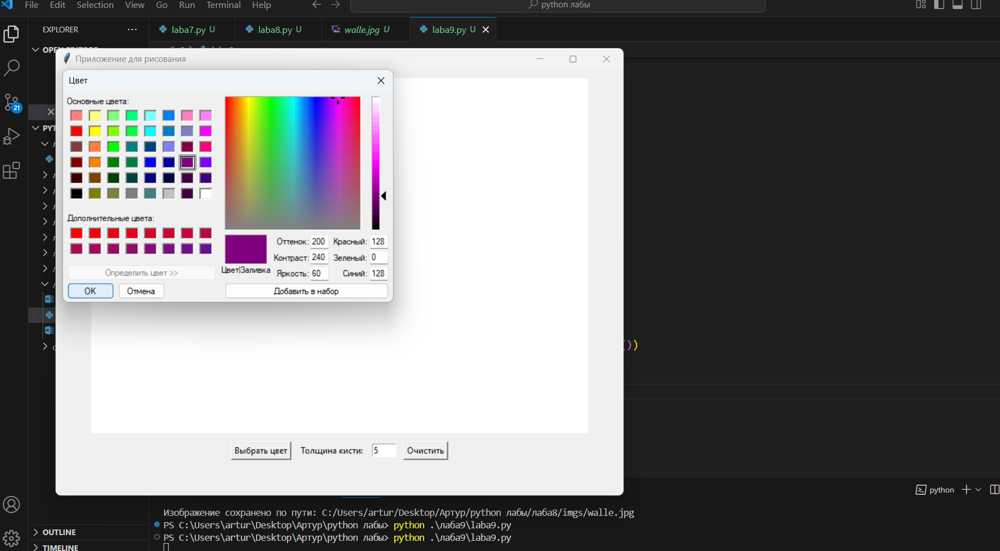 File Edit Selection View Go Run Terminal Help
python лабы
EXPLORER
laba7.py U
laba8.py U
walle.jpg U
laba9.py U
21
PYT
Приложение для рисования
Цвет
Основные цвета:
Дополнительные цвета:
Определить цвет >>
OK
Отмена
Цвет|Заливка
Оттенок: 200
Красный: 128
Контраст: 240
Зеленый: 0
Яркость: 60
Синий: 128
Добавить в набор
())
Выбрать цвет
Толщина кисти: 5
Очистить
python
Изображение сохранено по пути: C:/Users/artur/Desktop/Артур/python лабы/лаба8/imgs/walle.jpg
PS C:\Users\artur\Desktop\Артур\python лабы> python .\лаба9\laba9.py
PS C:\Users\artur\Desktop\Артур\python лабы> python .\лаба9\laba9.py
OUTLINE
TIMELINE